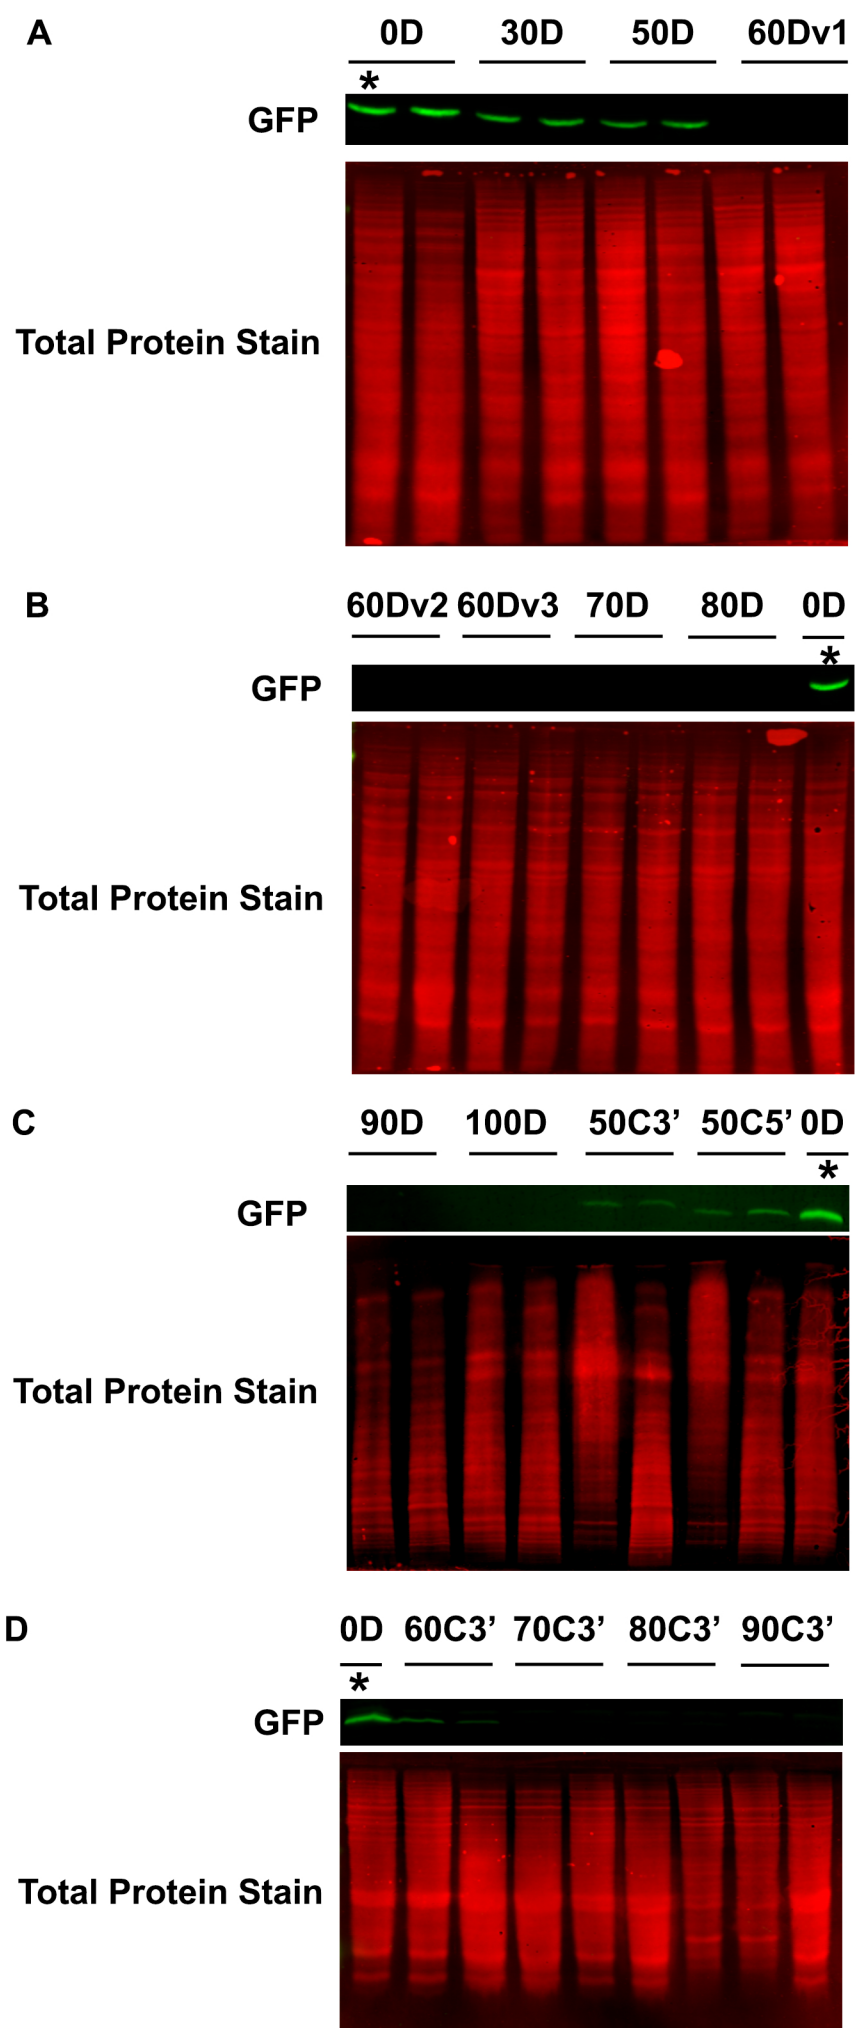 A
0D 30D 50D 60Dv1
*
GFP
Total Protein Stain
B
60Dv2 60Dv3 70D 80D 0D
*
GFP
Total Protein Stain
C
90D 100D 50C3’ 50C5’ 0D
*
GFP
Total Protein Stain
D
0D 60C3’ 70C3’ 80C3’ 90C3’
*
GFP
Total Protein Stain